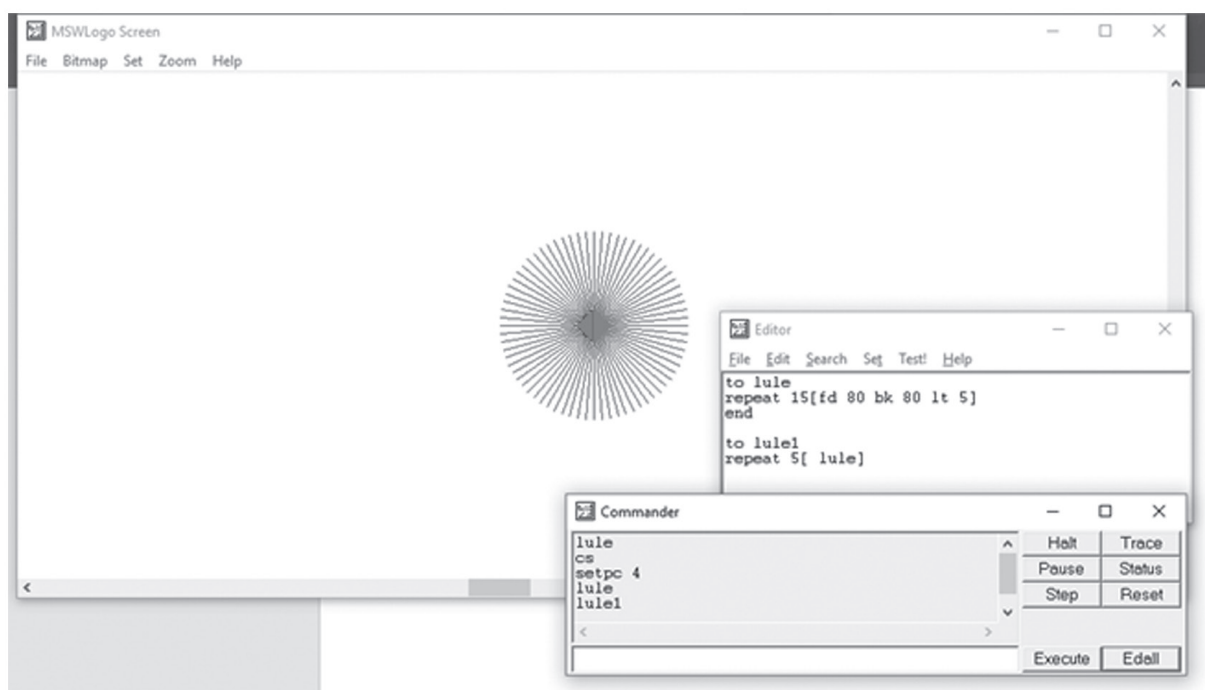 MSWLogo Screen
File Bitmap Set Zoom Help
Editor
File Edit Search Set Test! Help
to lule
repeat 15[fd 80 bk 80 lt 5]
end
to lule1
repeat 5[ lule]
Commander
lule
cs
setpc 4
lule
lule1
Halt Trace
Pause Status
Step Reset
Execute Edall